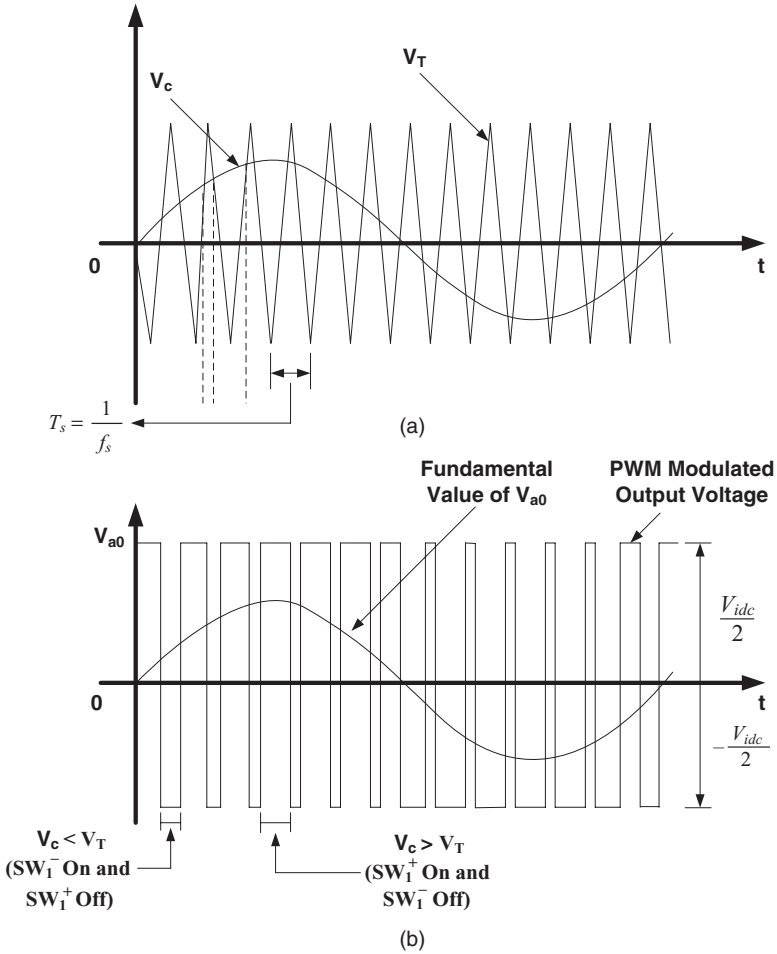 V_c
V_T
0
t
T_s = 1/f_s
(a)
Fundamental
Value of V_a0
PWM Modulated
Output Voltage
V_a0
V_idc/2
0
t
-V_idc/2
V_c < V_T
(SW_1^- On and
SW_1^+ Off)
V_c > V_T
(SW_1^+ On and
SW_1^- Off)
(b)